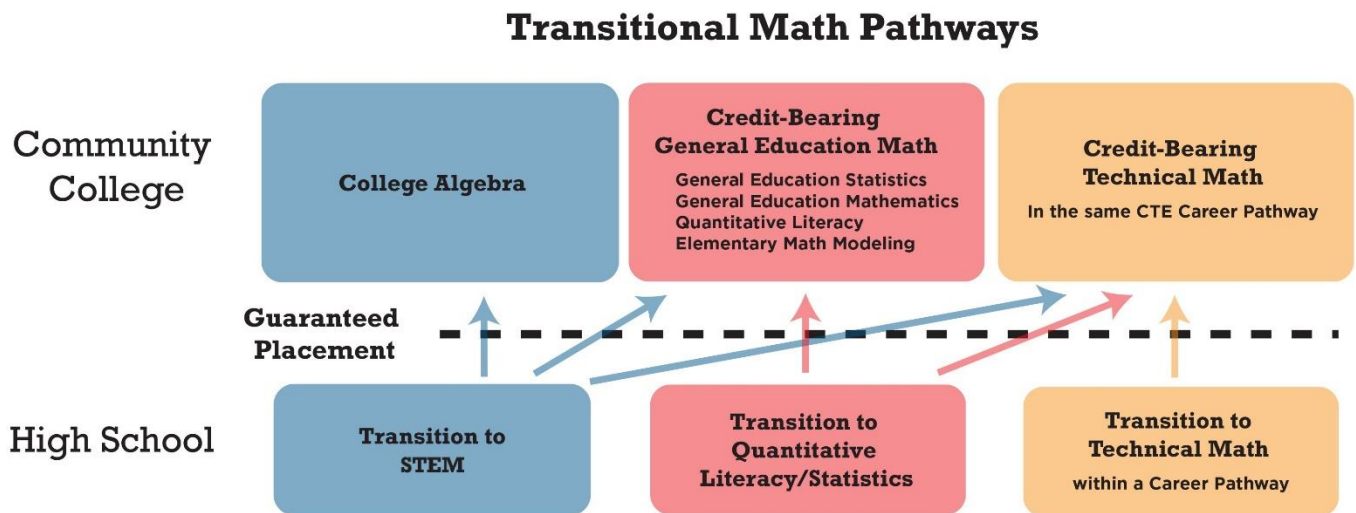 Transitional Math Pathways
Community
College
College Algebra
Credit-Bearing
General Education Math
General Education Statistics
General Education Mathematics
Quantitative Literacy
Elementary Math Modeling
Credit-Bearing
Technical Math
In the same CTE Career Pathway
Guaranteed
Placement
High School
Transition to
STEM
Transition to
Quantitative
Literacy/Statistics
Transition to
Technical Math
within a Career Pathway